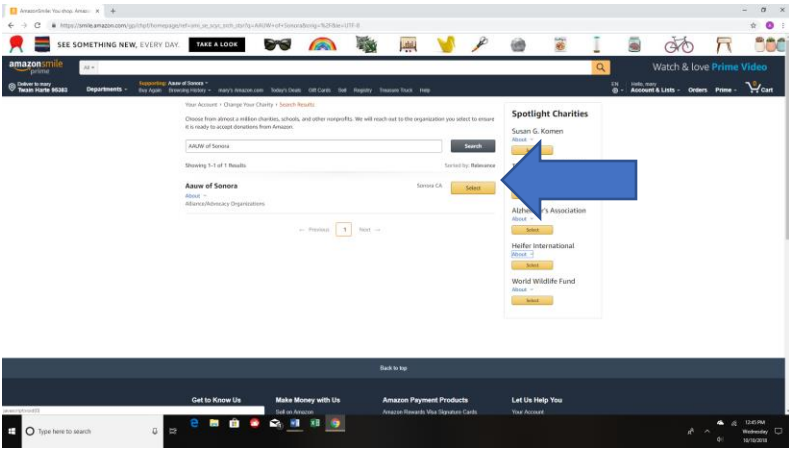 AmazonSmile: You shop. Amaz
https://smile.amazon.com/gp/chpf/homepage/
SEE SOMETHING NEW, EVERY DAY. TAKE A LOOK
amazonsmile
prime
All
Watch & love Prime Video
Deliver to mary
Twain Harte 95383
Departments
Supporting: Aauw of Sonora
Buy Again Browsing History mary's Amazon.com Today's Deals Gift Cards Sell Registry Treasure Truck Help
EN
Hello, mary
Account & Lists Orders Prime 0 Cart
Your Account › Change Your Charity › Search Results
Choose from almost a million charities, schools, and other nonprofits. We will reach out to the organization you select to ensure
it is ready to accept donations from Amazon.
AAUW of Sonora
Search
Showing 1-1 of 1 Results
Sorted by: Relevance
Aauw of Sonora
About
Alliance/Advocacy Organizations
Sonora CA
Select
← Previous 1 Next →
Spotlight Charities
Susan G. Komen
About
Select
Alzheimer's Association
About
Select
Heifer International
About
Select
World Wildlife Fund
About
Select
Back to top
Get to Know Us Make Money with Us Amazon Payment Products Let Us Help You
Sell on Amazon Amazon Rewards Visa Signature Cards Your Account
Type here to search
12:45 PM
Wednesday
10/10/2018